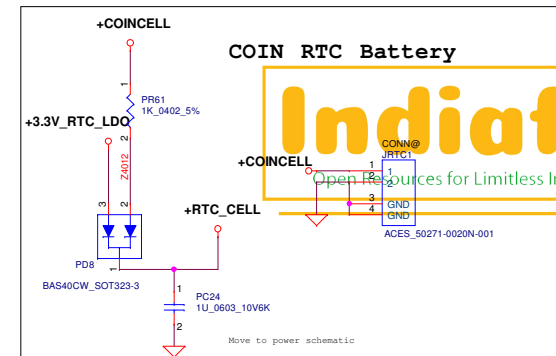 +COINCELL
COIN RTC Battery
1
PR61
1K_0402_5%
2
Z4012
+3.3V_RTC_LDO
3
2
PD8
1
BAS40CW_SOT323-3
+RTC_CELL
1
PC24
1U_0603_10V6K
2
Move to power schematic
Indiaf
Open Resources for Limitless In
CONN@
JRTC1
+COINCELL
1 1
2 2
3 GND
4 GND
ACES_50271-0020N-001